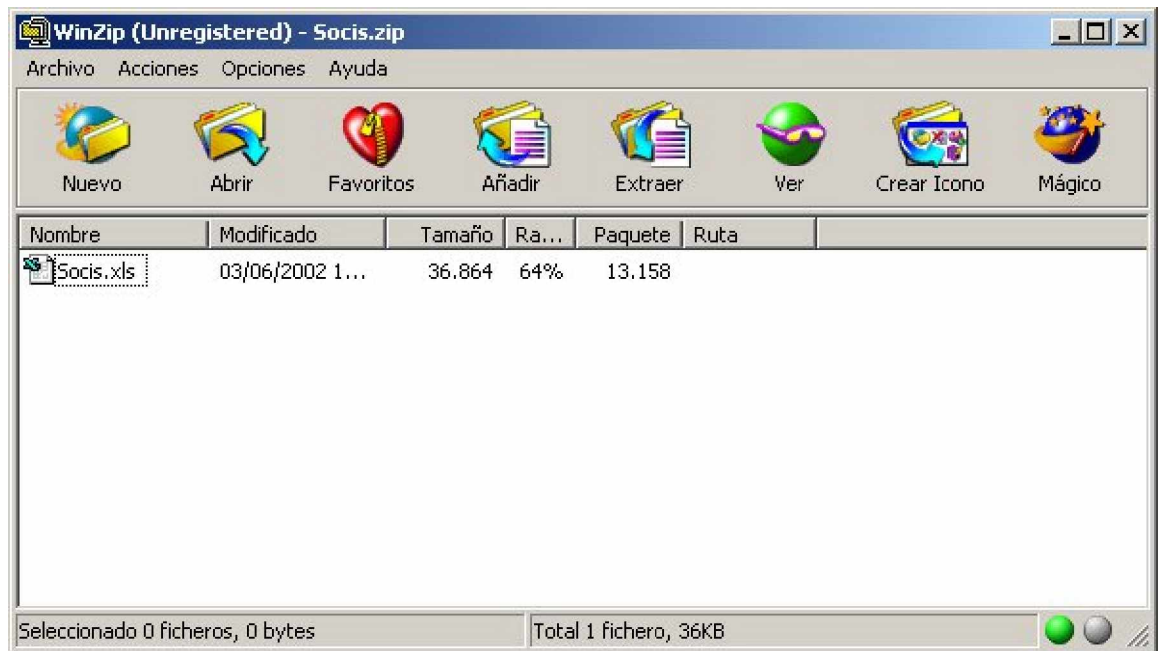 WinZip (Unregistered) - Socis.zip
Archivo Acciones Opciones Ayuda
Nuevo Abrir Favoritos Añadir Extraer Ver Crear Icono Mágico
Nombre Modificado Tamaño Ra... Paquete Ruta
Socis.xls 03/06/2002 1... 36.864 64% 13.158
Seleccionado 0 ficheros, 0 bytes Total 1 fichero, 36KB